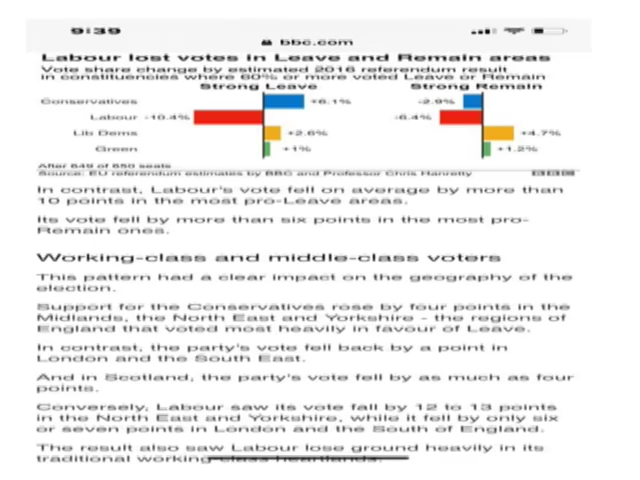 9:39
bbc.com
Labour lost votes in Leave and Remain areas
Vote share change by estimated 2016 referendum result
in constituencies where 60% or more voted Leave or Remain
Strong Leave Strong Remain
Conservatives +6.1% -2.9%
Labour -10.4% -6.4%
Lib Dems +2.6% +4.7%
Green +1% +1.2%
After 649 of 650 seats
Source: EU referendum estimates by BBC and Professor Chris Hanretty BBC
In contrast, Labour's vote fell on average by more than
10 points in the most pro-Leave areas.
Its vote fell by more than six points in the most pro-
Remain ones.
Working-class and middle-class voters
This pattern had a clear impact on the geography of the
election.
Support for the Conservatives rose by four points in the
Midlands, the North East and Yorkshire - the regions of
England that voted most heavily in favour of Leave.
In contrast, the party's vote fell back by a point in
London and the South East.
And in Scotland, the party's vote fell by as much as four
points.
Conversely, Labour saw its vote fall by 12 to 13 points
in the North East and Yorkshire, while it fell by only six
or seven points in London and the South of England.
The result also saw Labour lose ground heavily in its
traditional working-class heartlands.